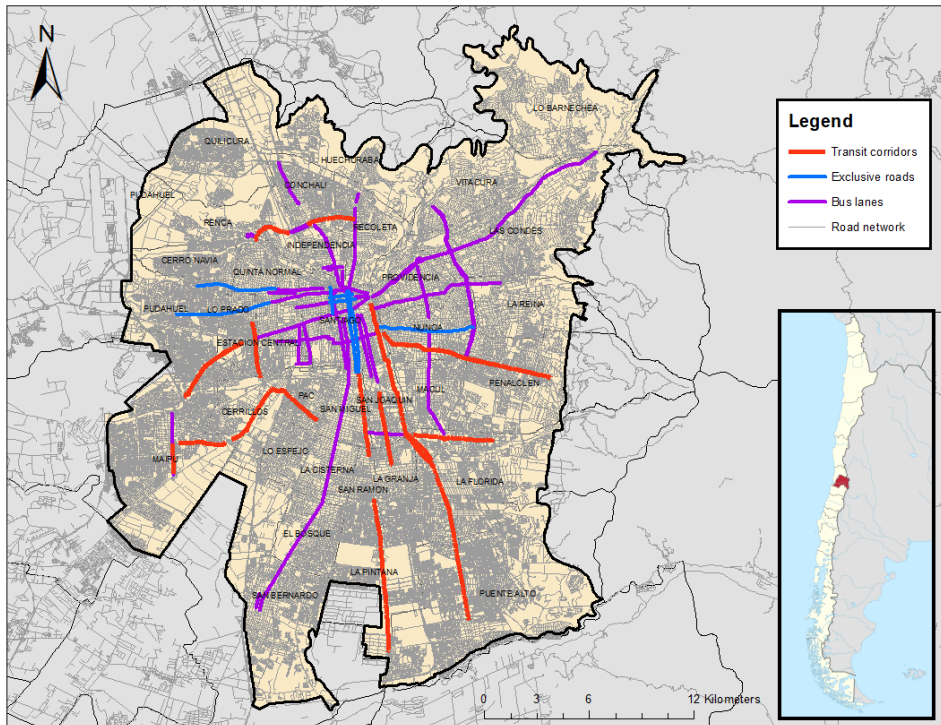 N
LO BARNECHEA
QUILICURA
HUECHURABA
VITACURA
CONCHALI
PUDAHUEL
RENCA
RECOLETA
LAS CONDES
INDEPENDENCIA
CERRO NAVIA
QUINTA NORMAL
PROVIDENCIA
LA REINA
PUDAHUEL
LO PRADO
SANTIAGO
NUNOA
ESTACION CENTRAL
PENALOLEN
MACUL
PAC
SAN JOAQUIN
CERRILLOS
SAN MIGUEL
LO ESPEJO
MAIPU
LA CISTERNA
LA GRANJA
LA FLORIDA
SAN RAMON
EL BOSQUE
LA PINTANA
SAN BERNARDO
PUENTE ALTO
0 3 6 12 Kilometers
Legend
Transit corridors
Exclusive roads
Bus lanes
Road network